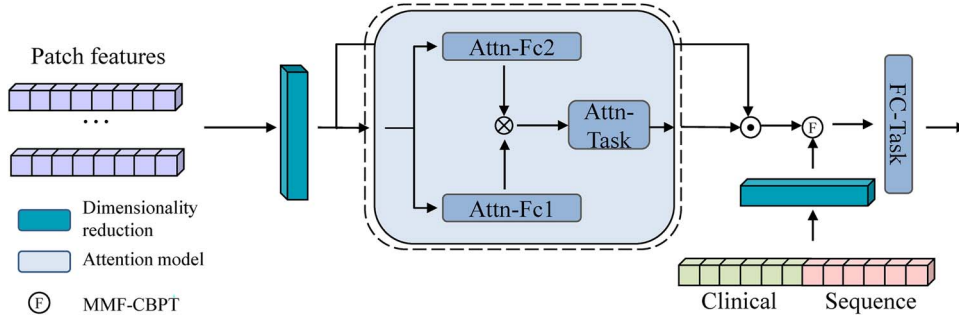 Patch features
...
Attn-Fc2
Attn-
Task
Attn-Fc1
FC-Task
F
Dimensionality
reduction
Attention model
F
MMF-CBPT
Clinical
Sequence